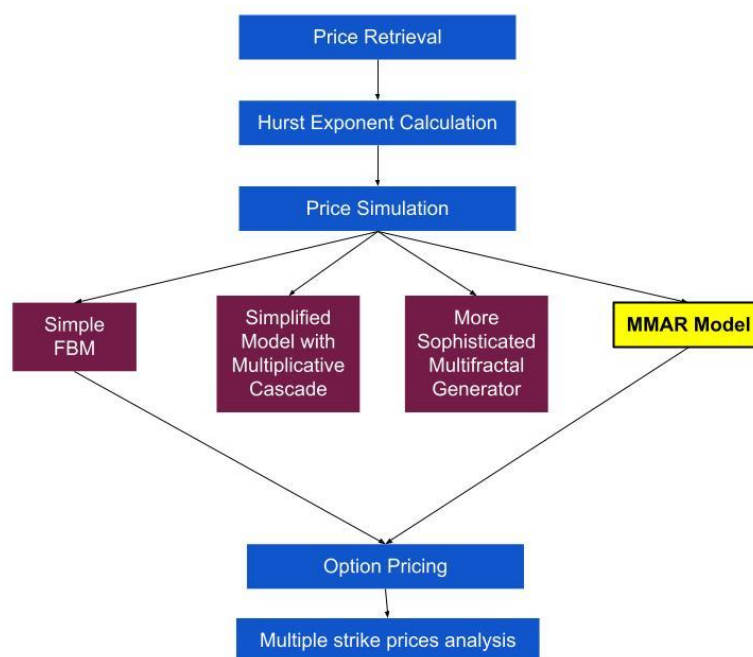 Price Retrieval
Hurst Exponent Calculation
Price Simulation
Simple
FBM
Simplified
Model with
Multiplicative
Cascade
More
Sophisticated
Multifractal
Generator
MMAR Model
Option Pricing
Multiple strike prices analysis